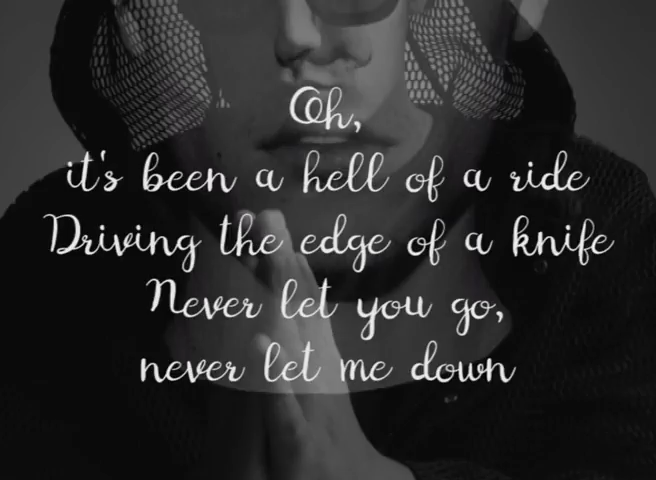 Oh,
it's been a hell of a ride
Driving the edge of a knife
Never let you go,
never let me down